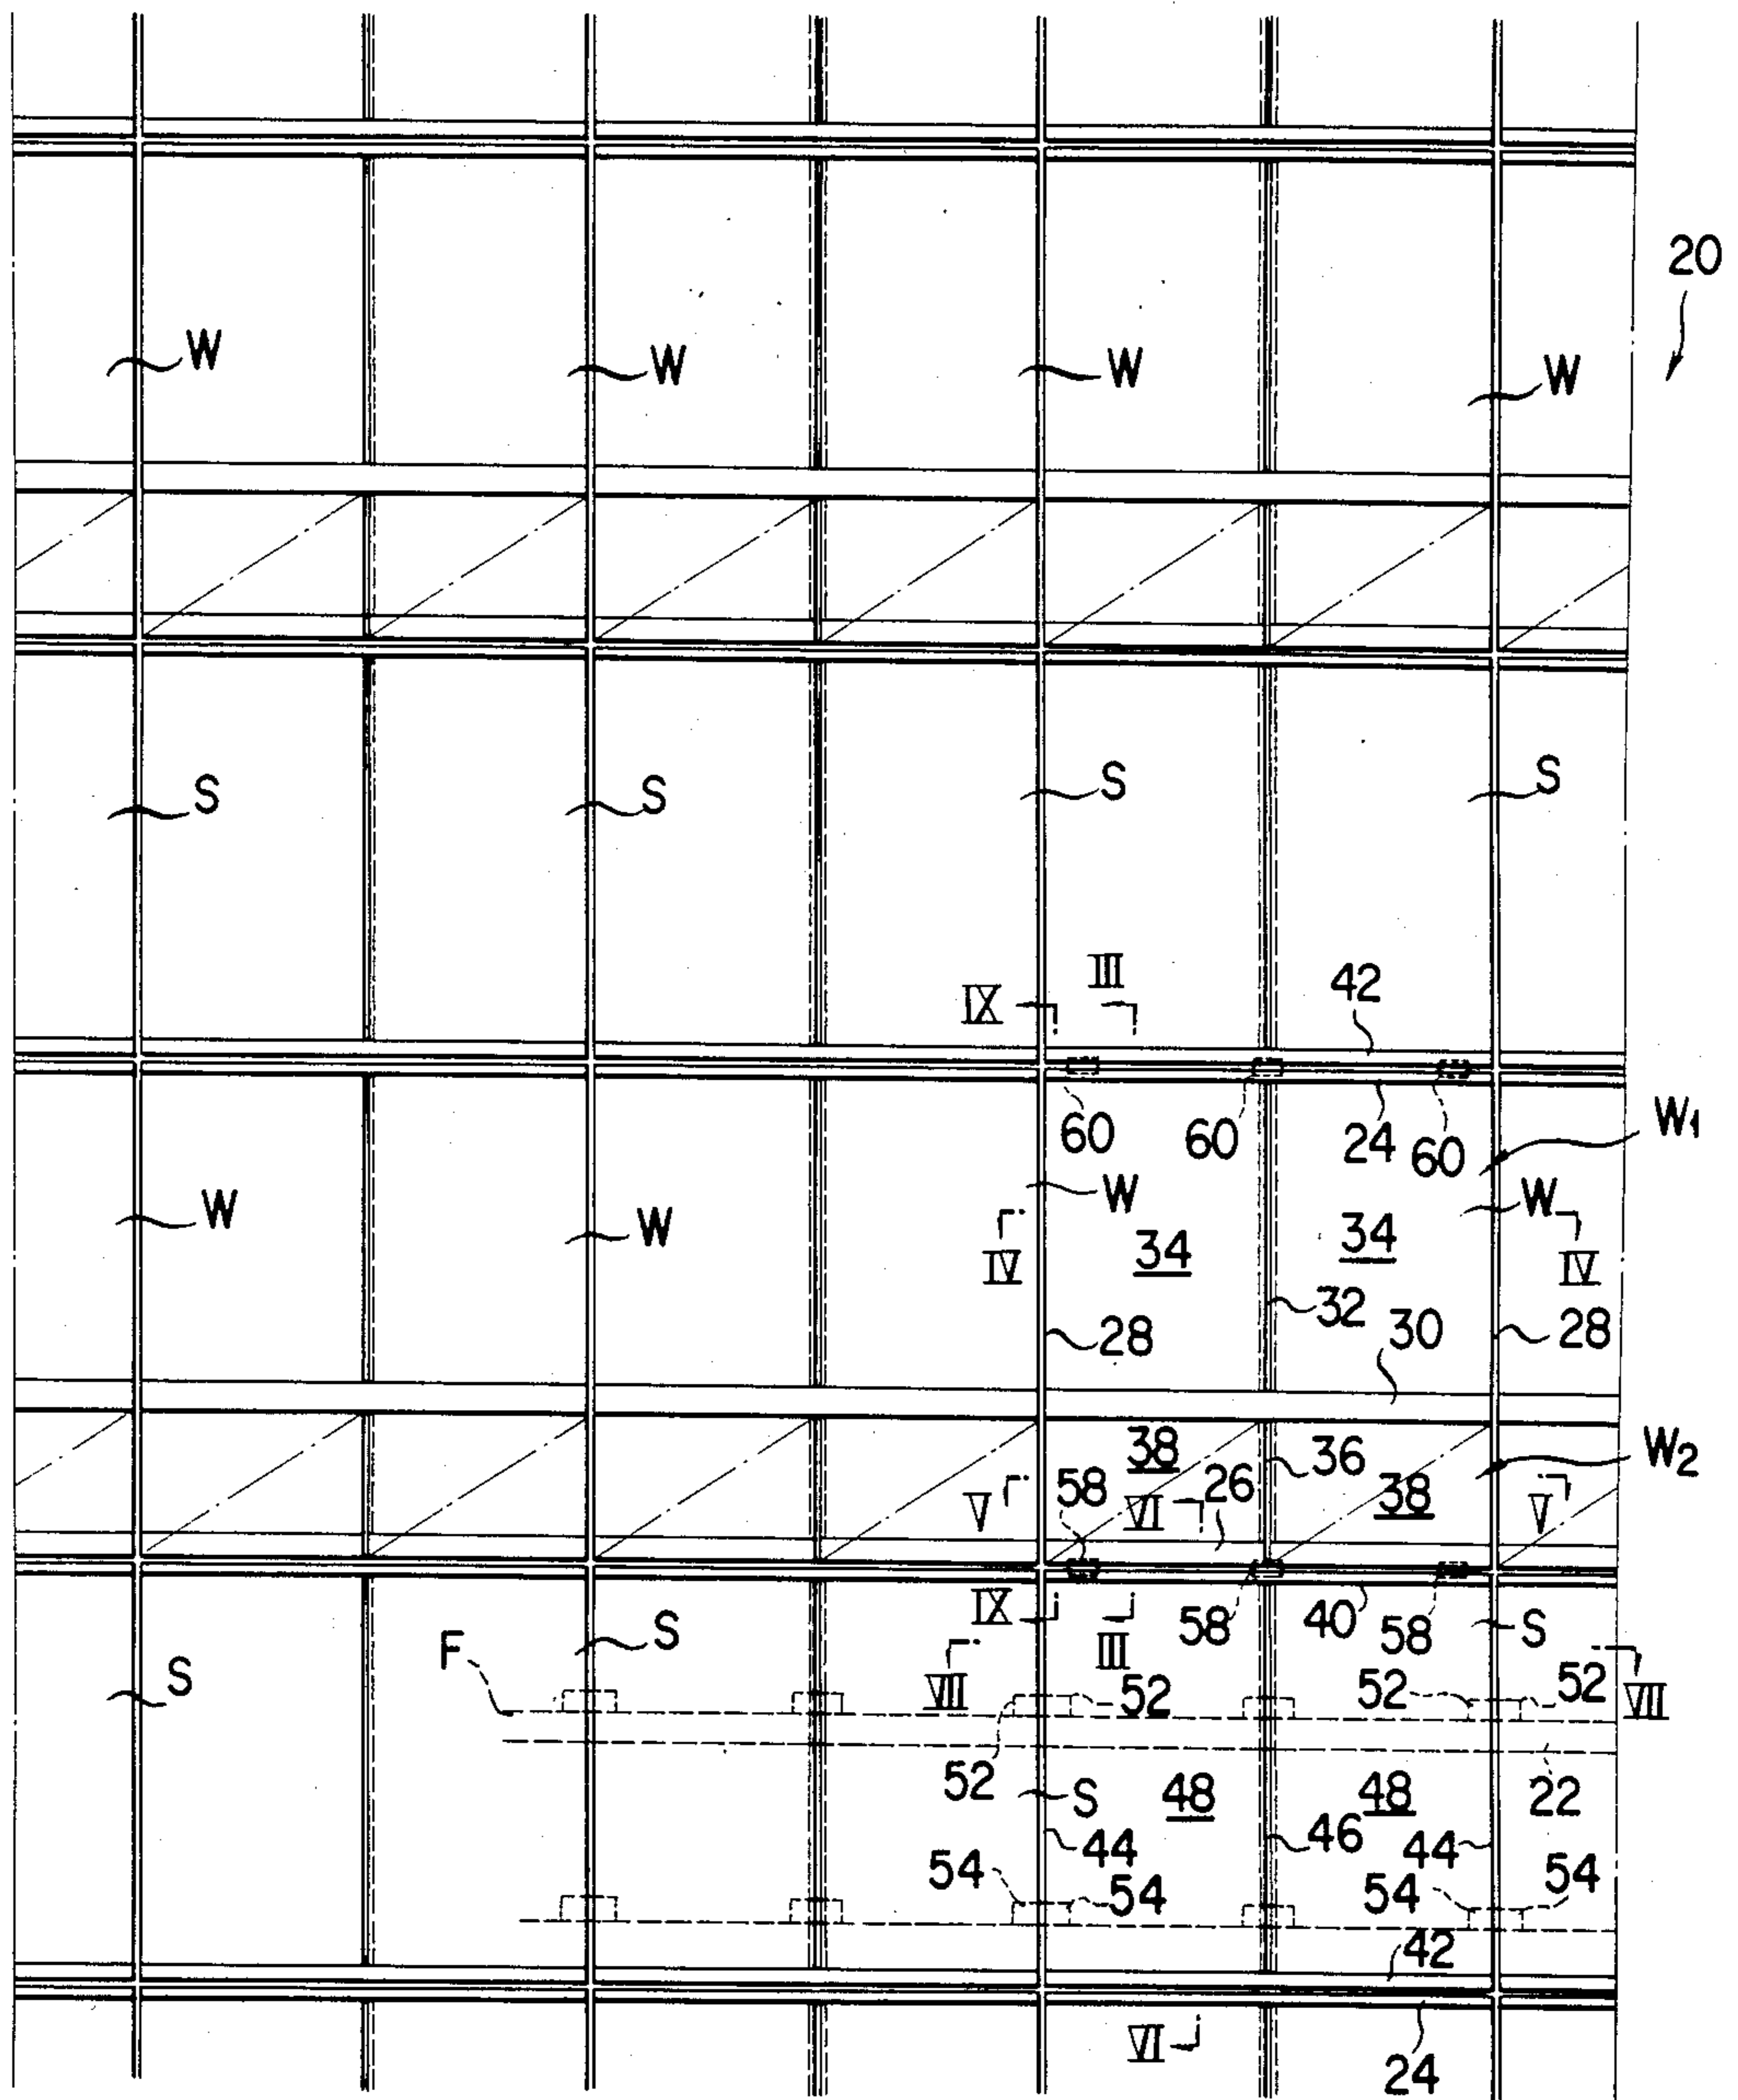 20
W W W W
S S S S
IX III 42
60 60 24 60 W1
W W W W
34 34
IV IV
32
28 30 28
38 36 W2
58 26 38
V VI V
IX 58 40 58
S S S
F III
VII 52 52 52 VII
52 S 48 48 22
44 46 44
54 54 54 54
42
VI 24